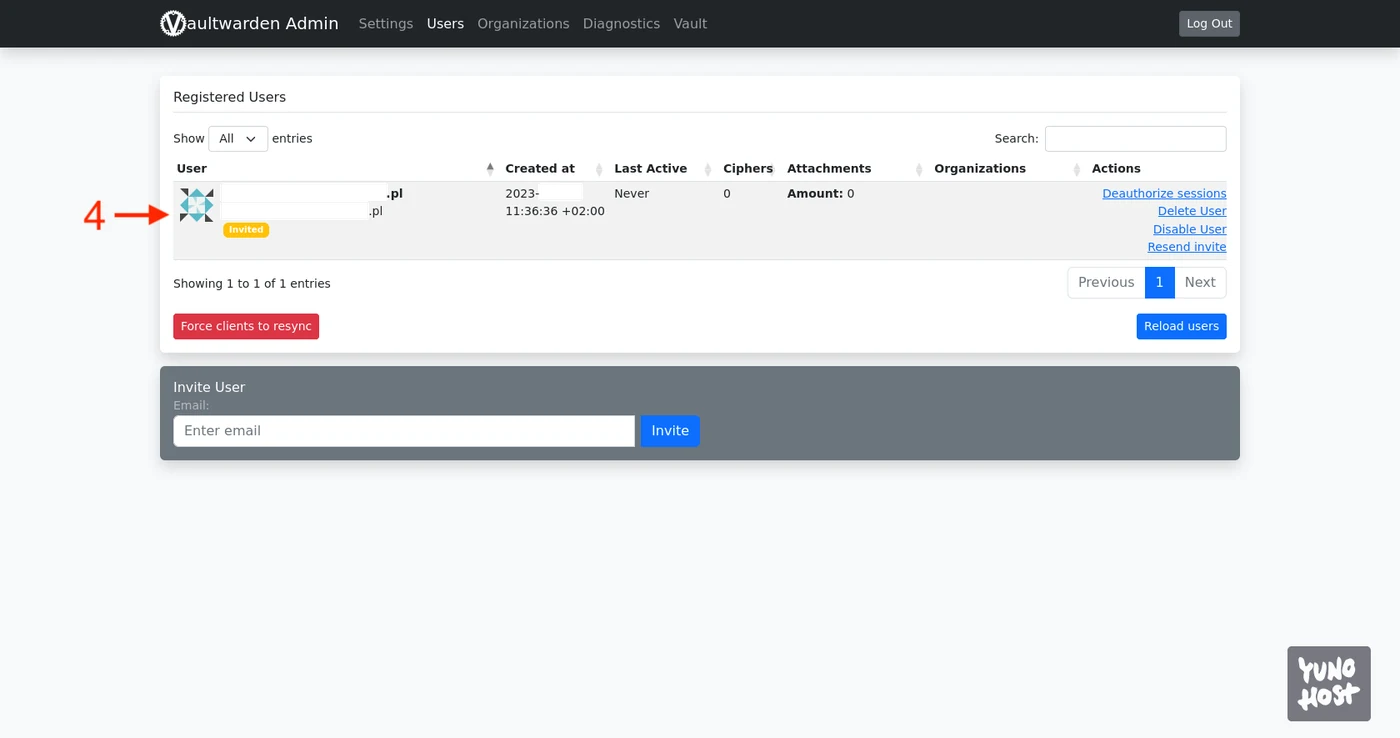 Vaultwarden Admin Settings Users Organizations Diagnostics Vault Log Out
Registered Users
Show All entries Search:
User Created at Last Active Ciphers Attachments Organizations Actions
.pl 2023- Never 0 Amount: 0 Deauthorize sessions
4 .pl 11:36:36 +02:00 Delete User
Invited Disable User
Resend invite
Showing 1 to 1 of 1 entries Previous 1 Next
Force clients to resync Reload users
Invite User
Email:
Enter email Invite
YUNO
HOST